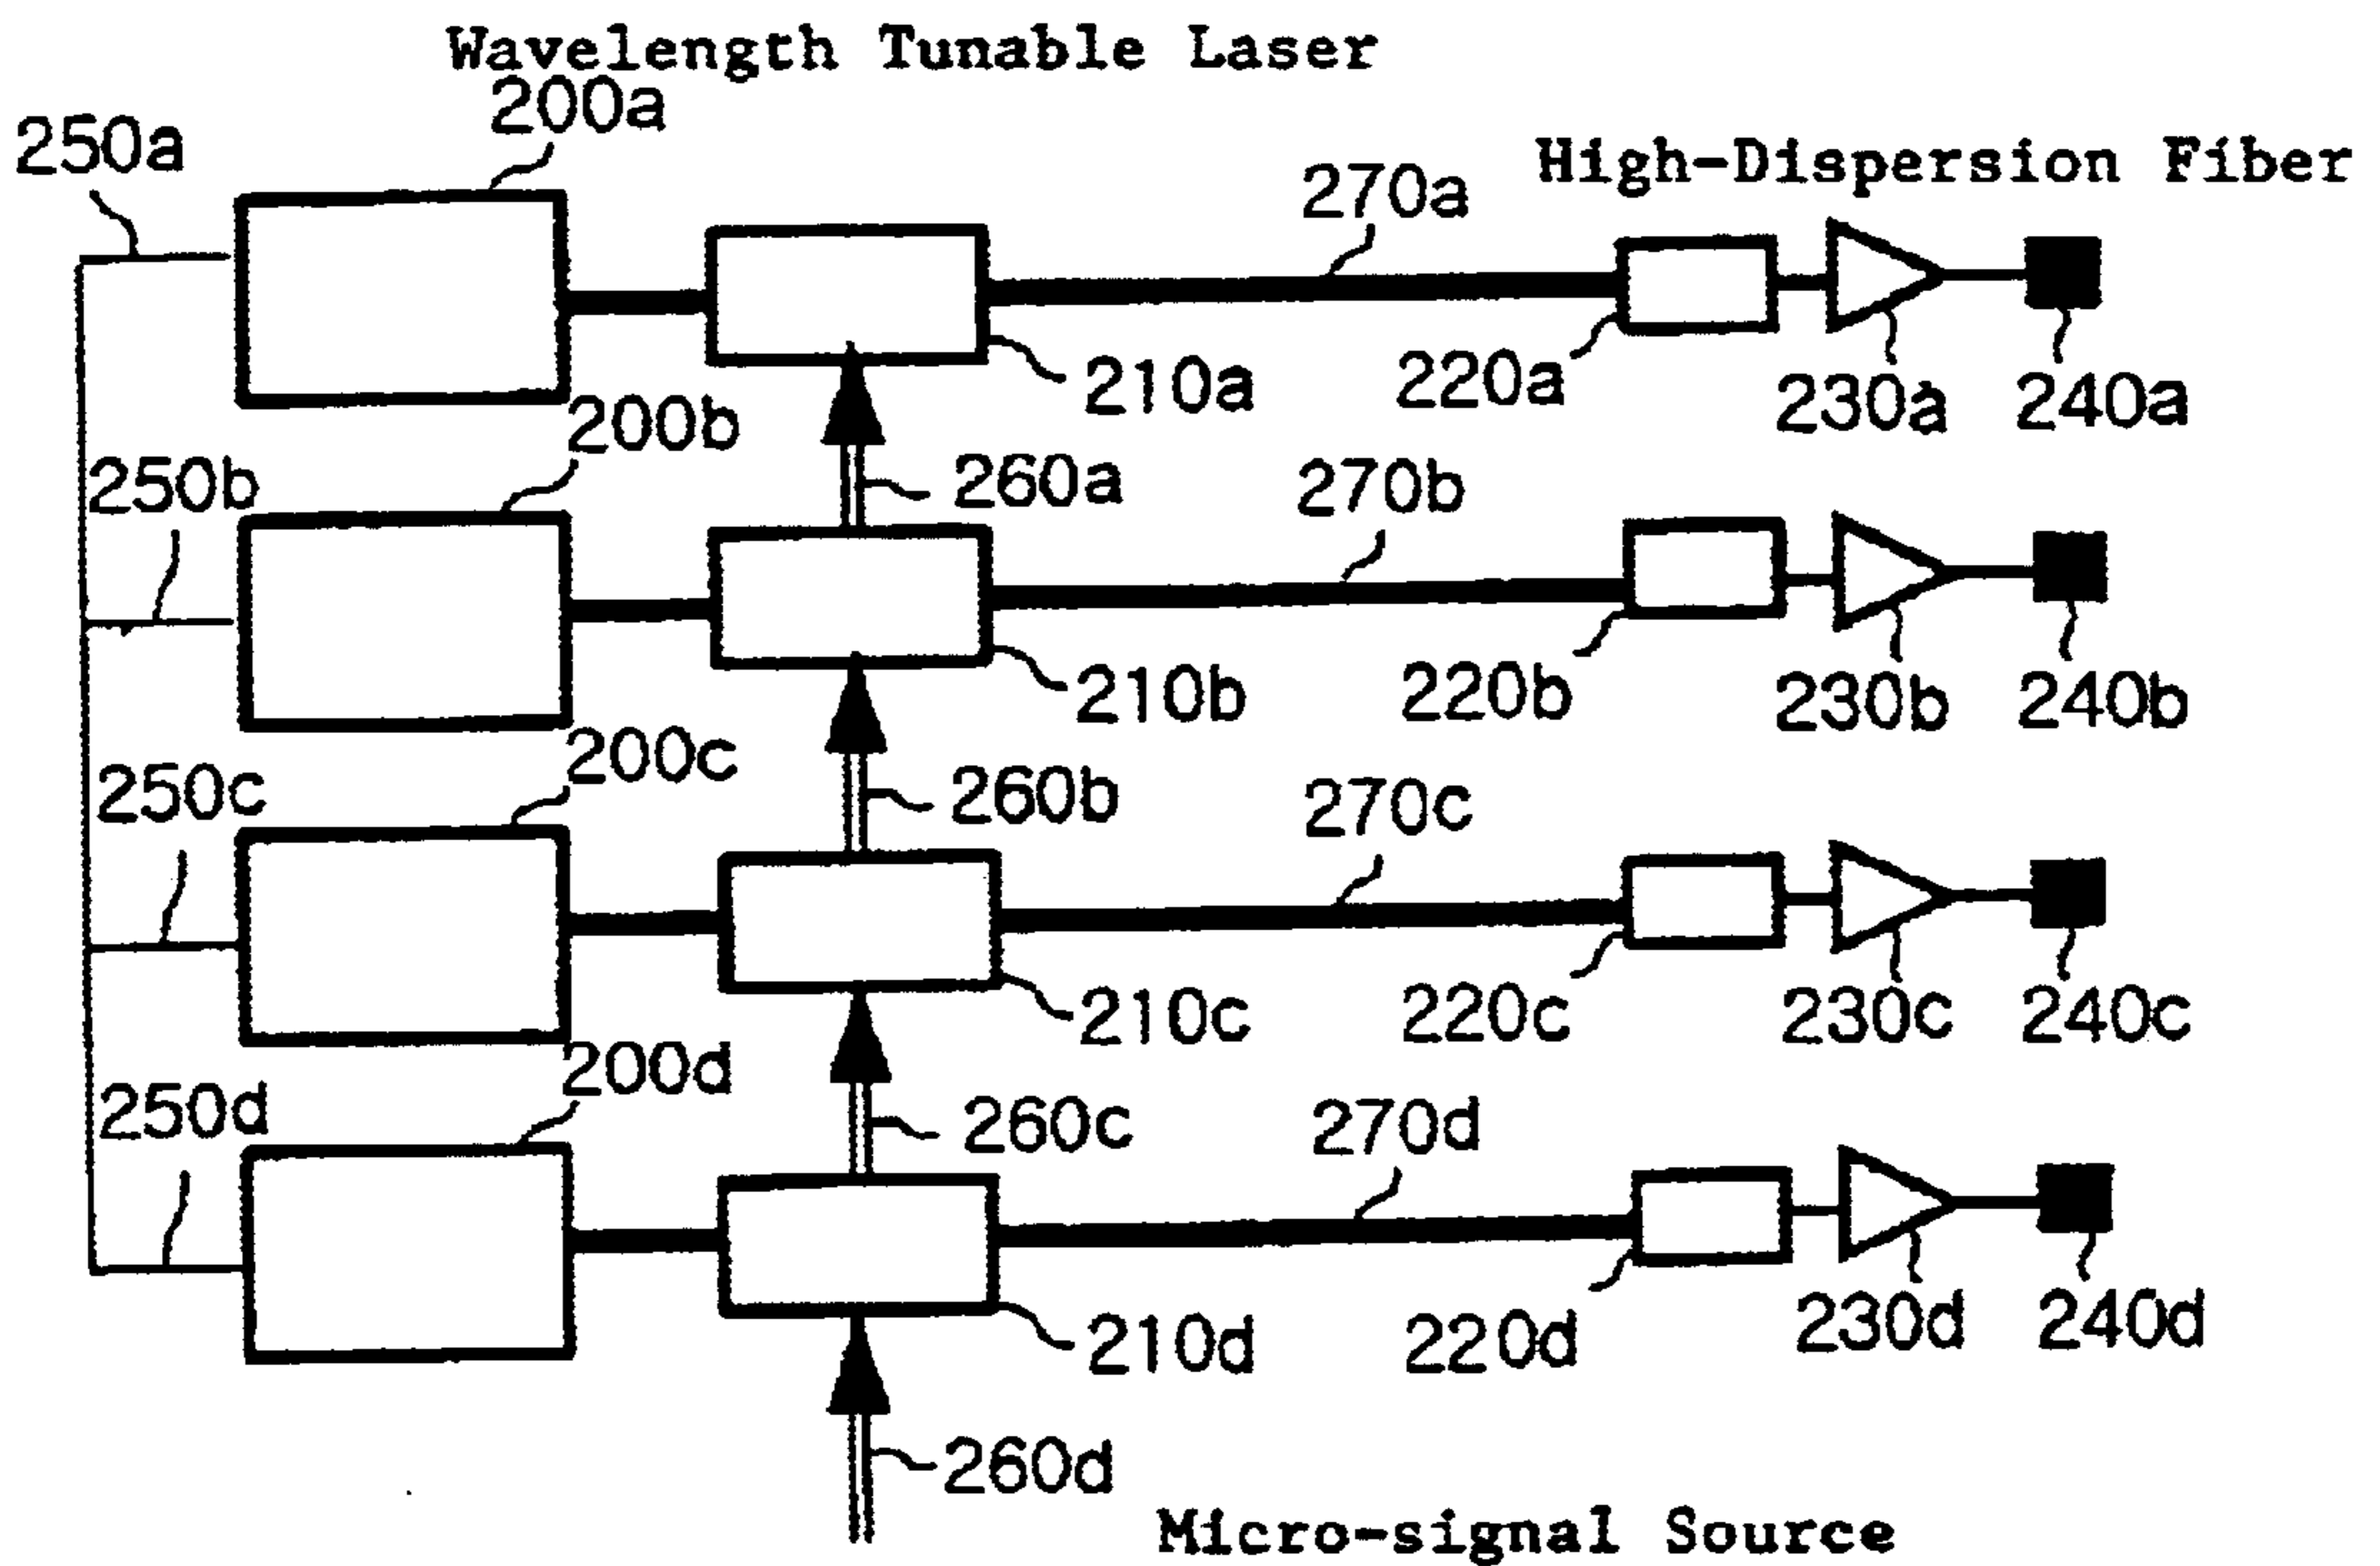 Wavelength Tunable Laser
200a
250a
High-Dispersion Fiber
270a
210a
220a
230a
240a
200b
250b
260a
270b
210b
220b
230b
240b
200c
250c
260b
270c
210c
220c
230c
240c
200d
250d
260c
270d
210d
220d
230d
240d
260d
Micro-signal Source